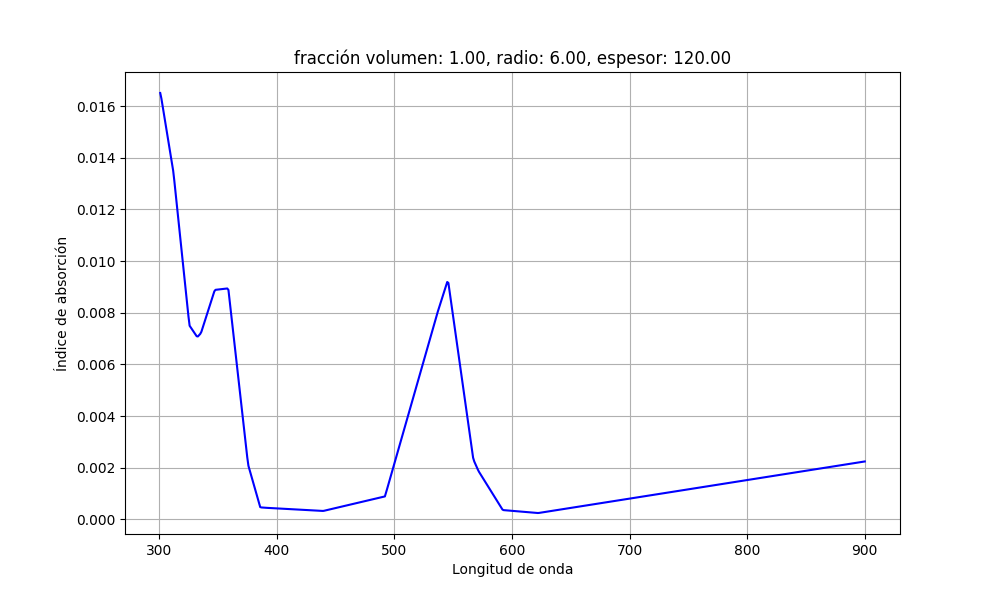 fracción volumen: 1.00, radio: 6.00, espesor: 120.00
Índice de absorción
0.016
0.014
0.012
0.010
0.008
0.006
0.004
0.002
0.000
300 400 500 600 700 800 900
Longitud de onda